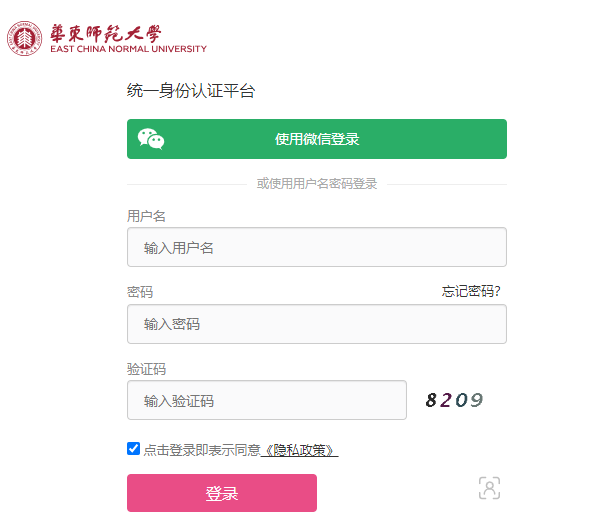 華東師範大學
EAST CHINA NORMAL UNIVERSITY
统一身份认证平台
使用微信登录
或使用用户名密码登录
用户名
输入用户名
密码 忘记密码?
输入密码
验证码
输入验证码 8209
点击登录即表示同意《隐私政策》
登录